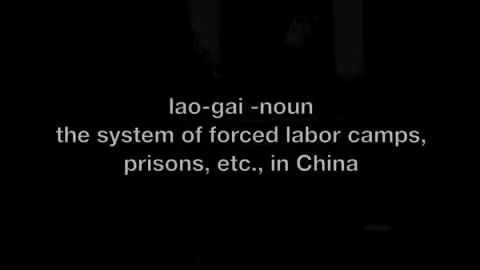 lao-gai -noun
the system of forced labor camps,
prisons, etc., in China